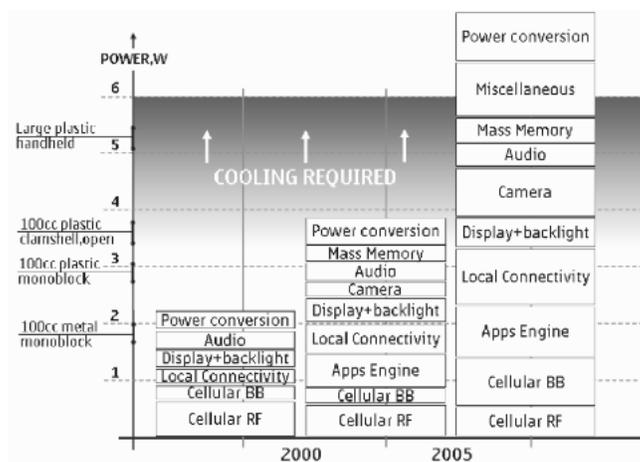 POWER,W
6
Large plastic
handheld
5
COOLING REQUIRED
4
100cc plastic
clamshell,open
100cc plastic
monoblock
3
2
100cc metal
monoblock
1
Power conversion
Audio
Display+backlight
Local Connectivity
Cellular BB
Cellular RF
Power conversion
Mass Memory
Audio
Camera
Display+backlight
Local Connectivity
Apps Engine
Cellular BB
Cellular RF
Power conversion
Miscellaneous
Mass Memory
Audio
Camera
Display+backlight
Local Connectivity
Apps Engine
Cellular BB
Cellular RF
2000
2005